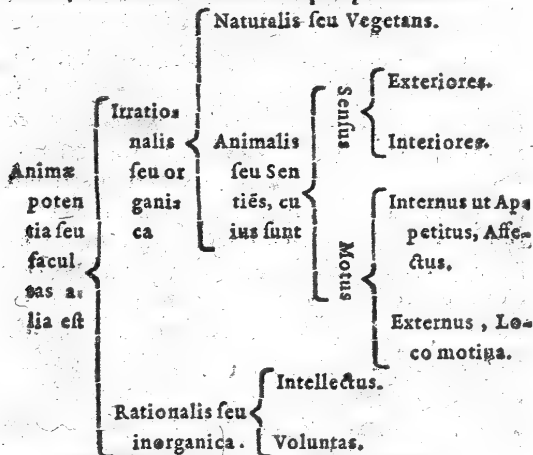 Naturalis ſeu Vegetans.
Animæ
poten
tia ſeu
facul
tas a-
lia eſt
Irratio-
nalis
ſeu or
gani-
ca
Animalis
ſeu Sen
tiẽs, cu
ius ſunt
Senſus
Exteriores.
Interiores.
Motus
Internus ut Ap-
petitus, Affe-
ctus.
Externus, Lo-
co motiua.
Rationalis ſeu
inorganica.
Intellectus.
Voluntas.